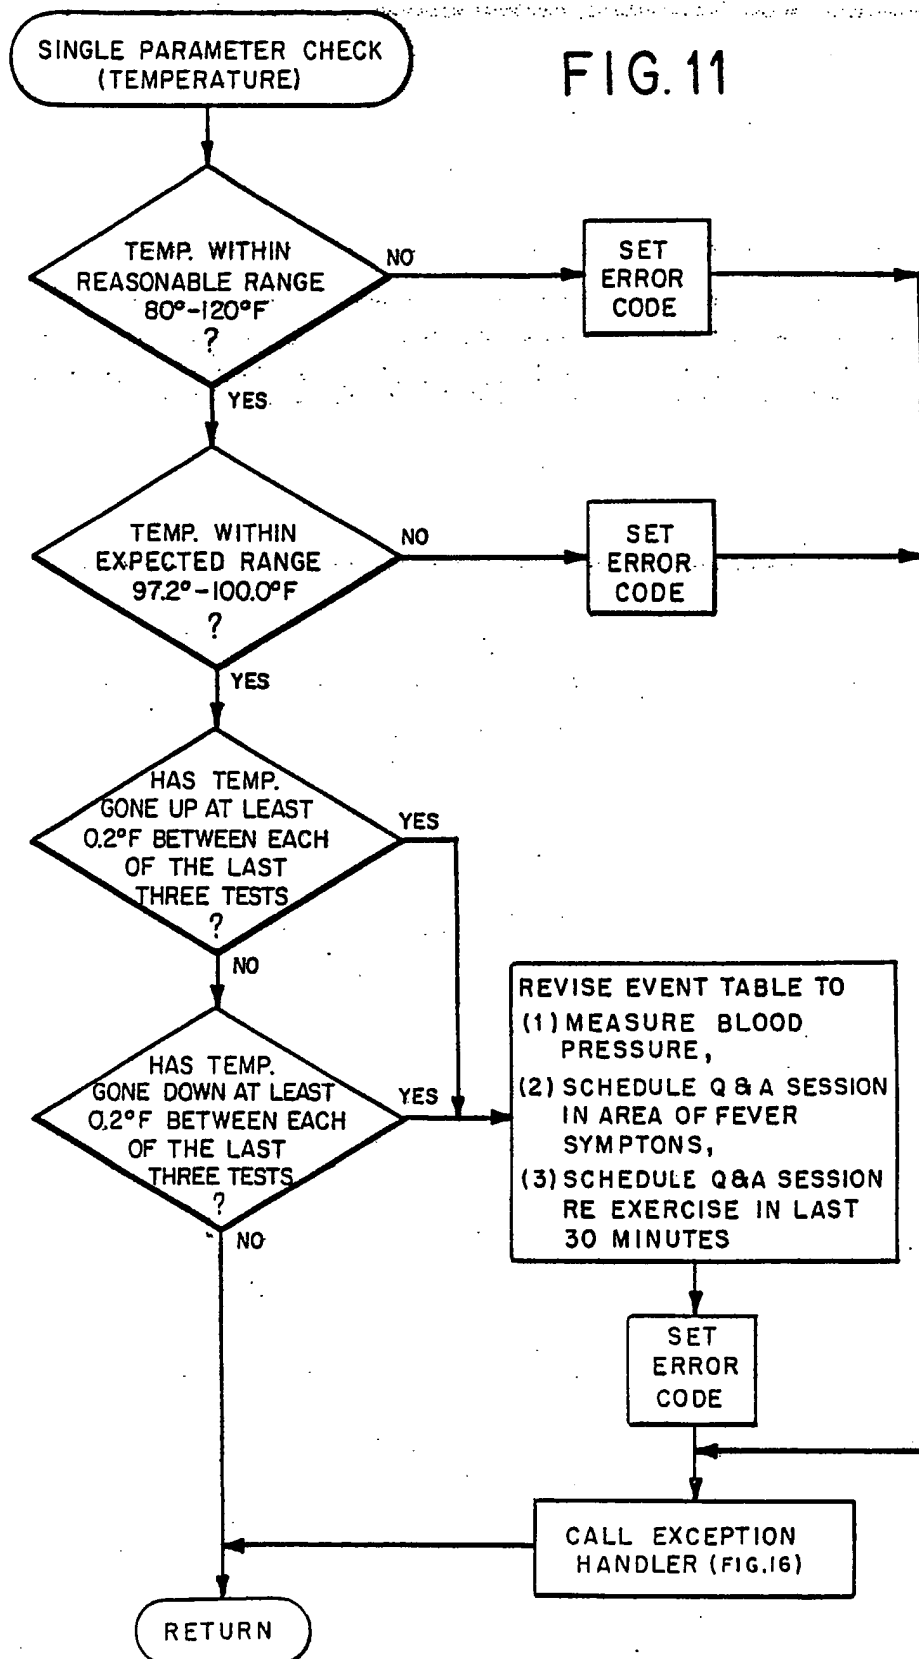 SINGLE PARAMETER CHECK
(TEMPERATURE)
FIG. 11
TEMP. WITHIN
REASONABLE RANGE
80°-120°F
?
NO
SET
ERROR
CODE
YES
TEMP. WITHIN
EXPECTED RANGE
97.2°-100.0°F
?
NO
SET
ERROR
CODE
YES
HAS TEMP.
GONE UP AT LEAST
0.2°F BETWEEN EACH
OF THE LAST
THREE TESTS
?
YES
NO
HAS TEMP.
GONE DOWN AT LEAST
0.2°F BETWEEN EACH
OF THE LAST
THREE TESTS
?
YES
NO
REVISE EVENT TABLE TO
(1) MEASURE BLOOD
PRESSURE,
(2) SCHEDULE Q & A SESSION
IN AREA OF FEVER
SYMPTONS,
(3) SCHEDULE Q&A SESSION
RE EXERCISE IN LAST
30 MINUTES
SET
ERROR
CODE
CALL EXCEPTION
HANDLER (FIG.16)
RETURN